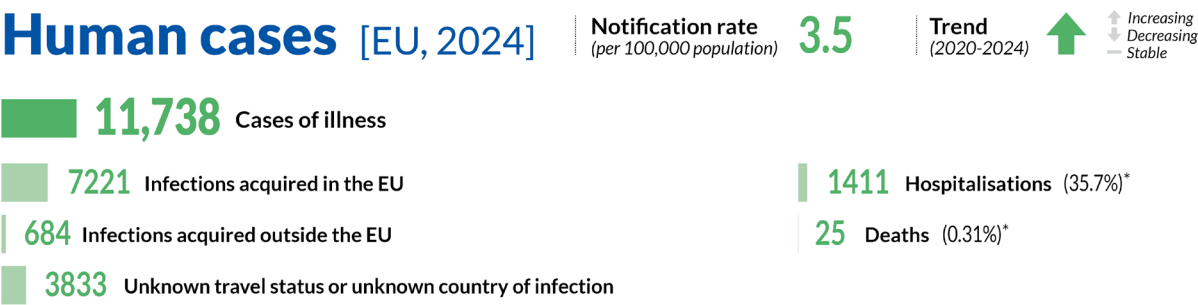 Human cases [EU, 2024]
Notification rate
(per 100,000 population)
3.5
Trend
(2020-2024)
Increasing
Decreasing
Stable
11,738 Cases of illness
7221 Infections acquired in the EU
1411 Hospitalisations (35.7%)*
684 Infections acquired outside the EU
25 Deaths (0.31%)*
3833 Unknown travel status or unknown country of infection